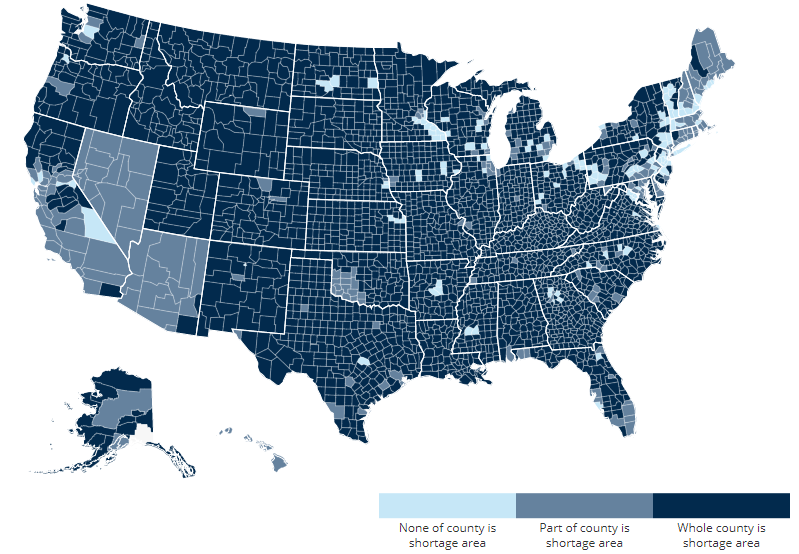 None of county is
shortage area
Part of county is
shortage area
Whole county is
shortage area